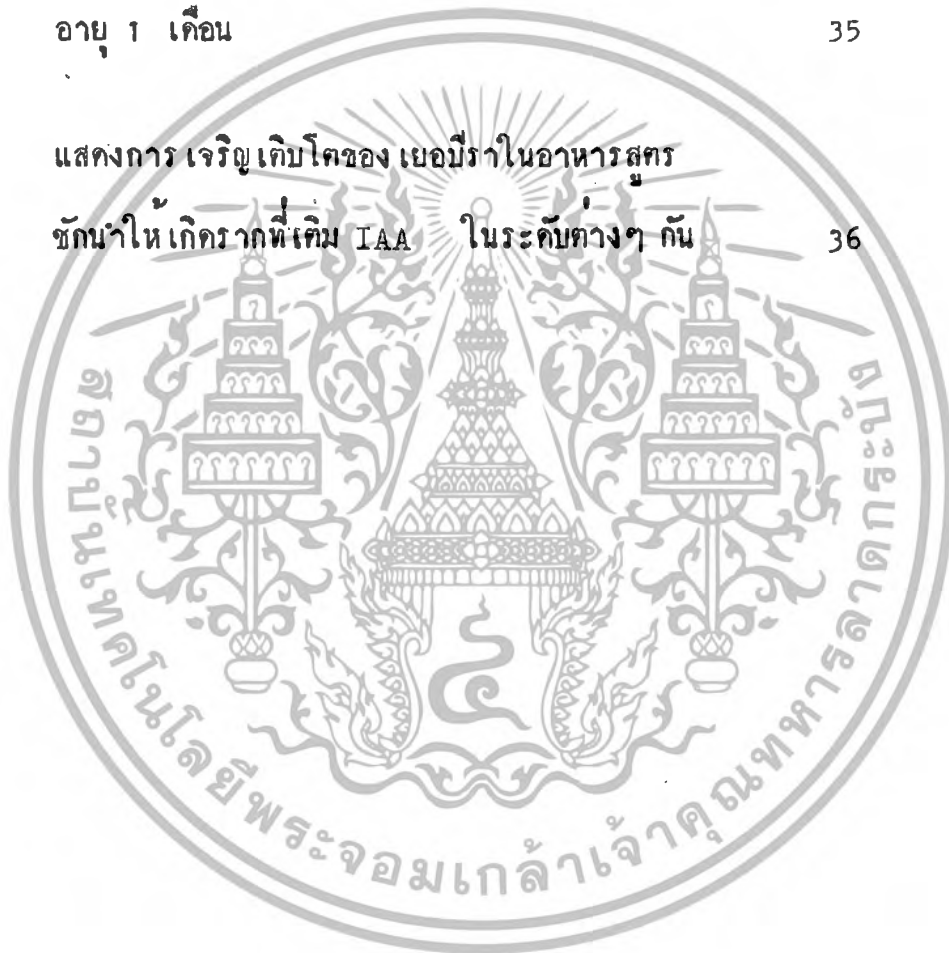 อายุ 1 เดือน 35
แสดงการเจริญเติบโตของเยอบีราในอาหารสูตร
ชักนำให้เกิดรากที่เติม IAA ในระดับต่างๆ กัน 36
สถาบันเทคโนโลยีพระจอมเกล้าเจ้าคุณทหารลาดกระบัง
๔